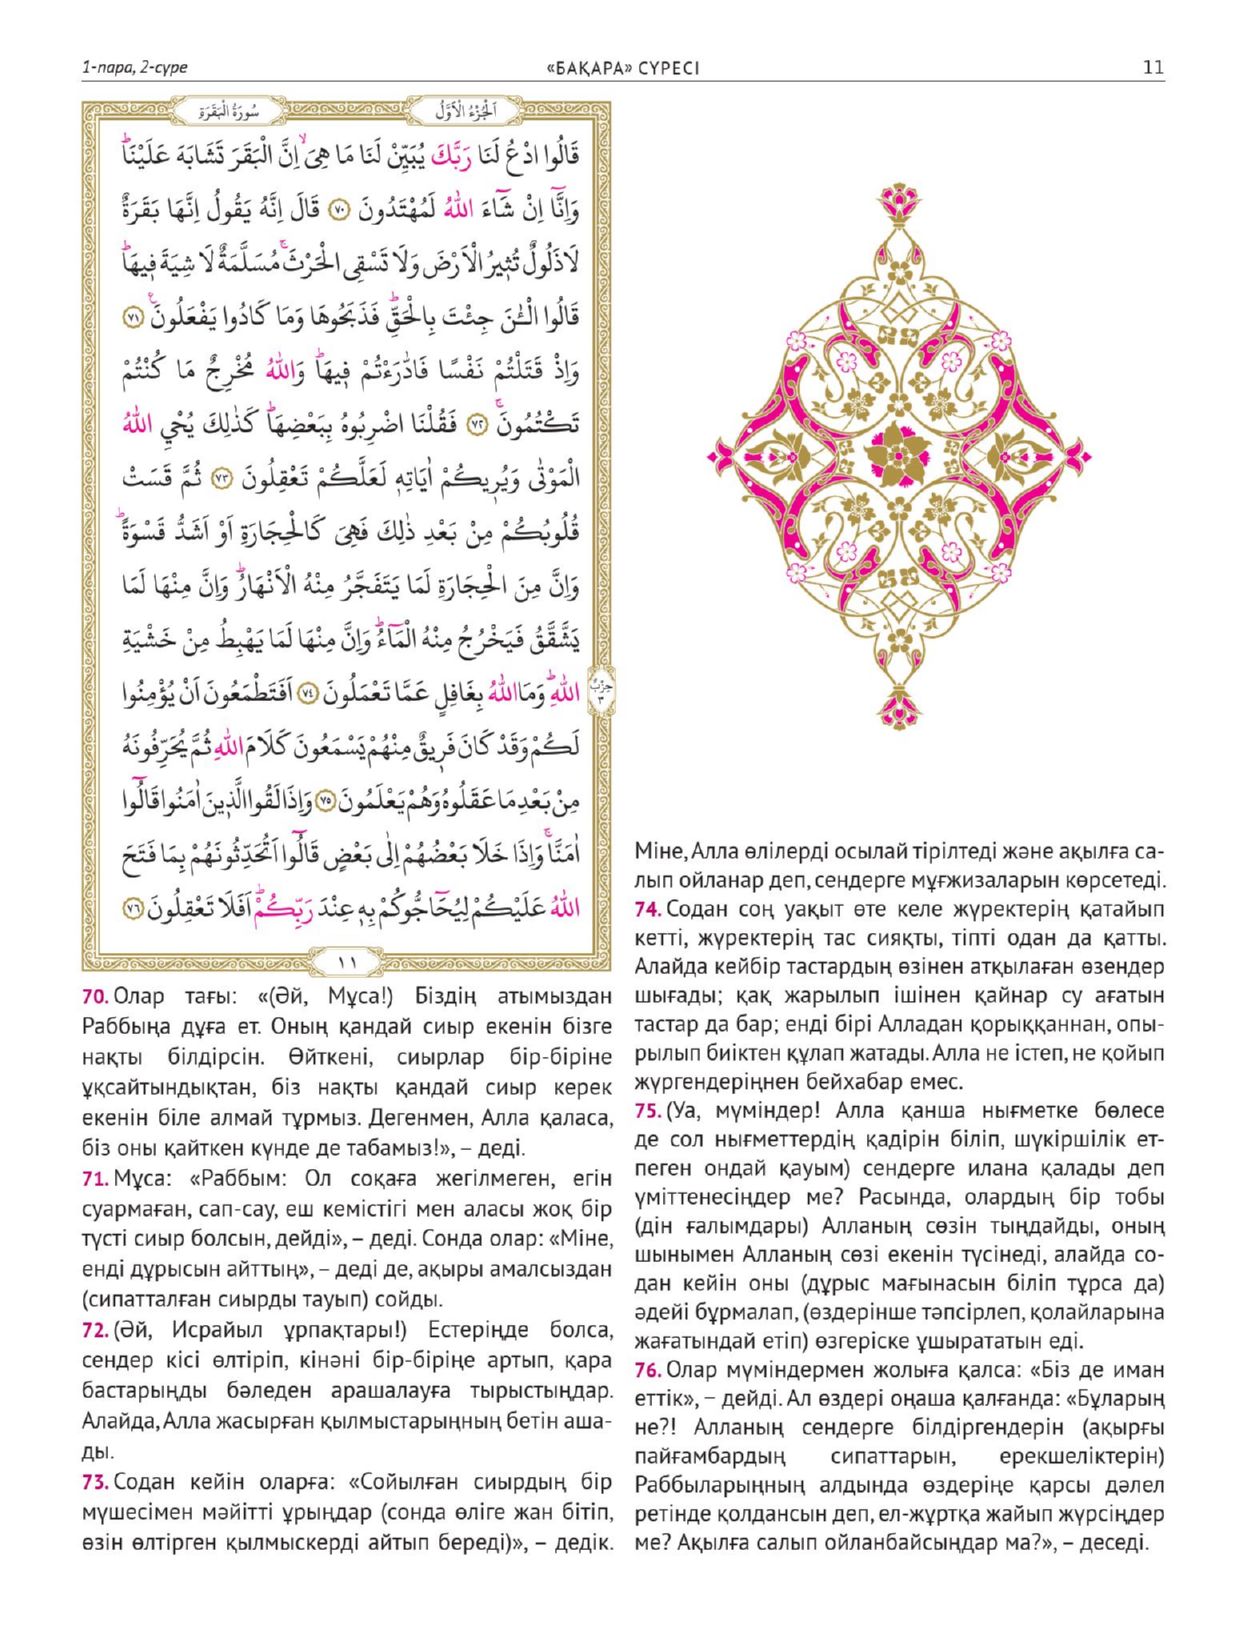 1-пара, 2-сүре
«БАҚАРА» СҮРЕСІ
11
سُورَةُ الْبَقَرَةِ
اَلْجُزْءُ الْاَوَّلُ
قَالُوا ادْعُ لَنَا رَبَّكَ يُبَيِّنْ لَنَا مَا هِيَۙ اِنَّ الْبَقَرَ تَشَابَهَ عَلَيْنَاۜ
وَاِنَّٓا اِنْ شَٓاءَ اللّٰهُ لَمُهْتَدُونَ ﴿٧٠﴾ قَالَ اِنَّهُ يَقُولُ اِنَّهَا بَقَرَةٌ
لَا ذَلُولٌ تُث۪يرُ الْاَرْضَ وَلَا تَسْقِي الْحَرْثَۚ مُسَلَّمَةٌ لَا شِيَةَ ف۪يهَاۜ
قَالُوا الْـٰٔنَ جِئْتَ بِالْحَقِّۜ فَذَبَحُوهَا وَمَا كَادُوا يَفْعَلُونَ۟ ﴿٧١﴾
وَاِذْ قَتَلْتُمْ نَفْسًا فَادّٰرَءْتُمْ ف۪يهَاۜ وَاللّٰهُ مُخْرِجٌ مَا كُنْتُمْ
تَكْتُمُونَۚ ﴿٧٢﴾ فَقُلْنَا اضْرِبُوهُ بِبَعْضِهَاۜ كَذٰلِكَ يُحْيِي اللّٰهُ
الْمَوْتٰى وَيُر۪يكُمْ اٰيَاتِه۪ لَعَلَّكُمْ تَعْقِلُونَ ﴿٧٣﴾ ثُمَّ قَسَتْ
قُلُوبُكُمْ مِنْ بَعْدِ ذٰلِكَ فَهِيَ كَالْحِجَارَةِ اَوْ اَشَدُّ قَسْوَةًۜ
وَاِنَّ مِنَ الْحِجَارَةِ لَمَا يَتَفَجَّرُ مِنْهُ الْاَنْهَارُۜ وَاِنَّ مِنْهَا لَمَا
يَشَّقَّقُ فَيَخْرُجُ مِنْهُ الْمَٓاءُۜ وَاِنَّ مِنْهَا لَمَا يَهْبِطُ مِنْ خَشْيَةِ
اللّٰهِۜ وَمَا اللّٰهُ بِغَافِلٍ عَمَّا تَعْمَلُونَ ﴿٧٤﴾ اَفَتَطْمَعُونَ اَنْ يُؤْمِنُوا
حِزْبٌ
٣
لَكُمْ وَقَدْ كَانَ فَر۪يقٌ مِنْهُمْ يَسْمَعُونَ كَلَامَ اللّٰهِ ثُمَّ يُحَرِّفُونَهُ
مِنْ بَعْدِ مَا عَقَلُوهُ وَهُمْ يَعْلَمُونَ ﴿٧٥﴾ وَاِذَا لَقُوا الَّذ۪ينَ اٰمَنُوا قَالُٓوا
اٰمَنَّاۚ وَاِذَا خَلَا بَعْضُهُمْ اِلٰى بَعْضٍ قَالُٓوا اَتُحَدِّثُونَهُمْ بِمَا فَتَحَ
اللّٰهُ عَلَيْكُمْ لِيُحَٓاجُّوكُمْ بِه۪ عِنْدَ رَبِّكُمْۜ اَفَلَا تَعْقِلُونَ ﴿٧٦﴾
١١
70. Олар тағы: «(Әй, Мұса!) Біздің атымыздан
Раббыңа дұға ет. Оның қандай сиыр екенін бізге
нақты білдірсін. Өйткені, сиырлар бір-біріне
ұқсайтындықтан, біз нақты қандай сиыр керек
екенін біле алмай тұрмыз. Дегенмен, Алла қаласа,
біз оны қайткен күнде де табамыз!», – деді.
71. Мұса: «Раббым: Ол соқаға жегілмеген, егін
суармаған, сап-сау, еш кемістігі мен аласы жоқ бір
түсті сиыр болсын, дейді», – деді. Сонда олар: «Міне,
енді дұрысын айттың», – деді де, ақыры амалсыздан
(сипатталған сиырды тауып) сойды.
72. (Әй, Исрайыл ұрпақтары!) Естеріңде болса,
сендер кісі өлтіріп, кінәні бір-біріңе артып, қара
бастарыңды бәледен арашалауға тырыстыңдар.
Алайда, Алла жасырған қылмыстарыңның бетін аша-
ды.
73. Содан кейін оларға: «Сойылған сиырдың бір
мүшесімен мәйітті ұрыңдар (сонда өліге жан бітіп,
өзін өлтірген қылмыскерді айтып береді)», – дедік.
Міне, Алла өлілерді осылай тірілтеді және ақылға са-
лып ойланар деп, сендерге мұғжизаларын көрсетеді.
74. Содан соң уақыт өте келе жүректерің қатайып
кетті, жүректерің тас сияқты, тіпті одан да қатты.
Алайда кейбір тастардың өзінен атқылаған өзендер
шығады; қақ жарылып ішінен қайнар су ағатын
тастар да бар; енді бірі Алладан қорыққаннан, опы-
рылып биіктен құлап жатады. Алла не істеп, не қойып
жүргендеріңнен бейхабар емес.
75. (Уа, мүміндер! Алла қанша нығметке бөлесе
де сол нығметтердің қадірін біліп, шүкіршілік ет-
пеген ондай қауым) сендерге илана қалады деп
үміттенесіңдер ме? Расында, олардың бір тобы
(дін ғалымдары) Алланың сөзін тыңдайды, оның
шынымен Алланың сөзі екенін түсінеді, алайда со-
дан кейін оны (дұрыс мағынасын біліп тұрса да)
әдейі бұрмалап, (өздерінше тәпсірлеп, қолайларына
жағатындай етіп) өзгеріске ұшырататын еді.
76. Олар мүміндермен жолыға қалса: «Біз де иман
еттік», – дейді. Ал өздері оңаша қалғанда: «Бұларың
не?! Алланың сендерге білдіргендерін (ақырғы
пайғамбардың сипаттарын, ерекшеліктерін)
Раббыларыңның алдында өздеріңе қарсы дәлел
ретінде қолдансын деп, ел-жұртқа жайып жүрсіңдер
ме? Ақылға салып ойланбайсыңдар ма?», – деседі.